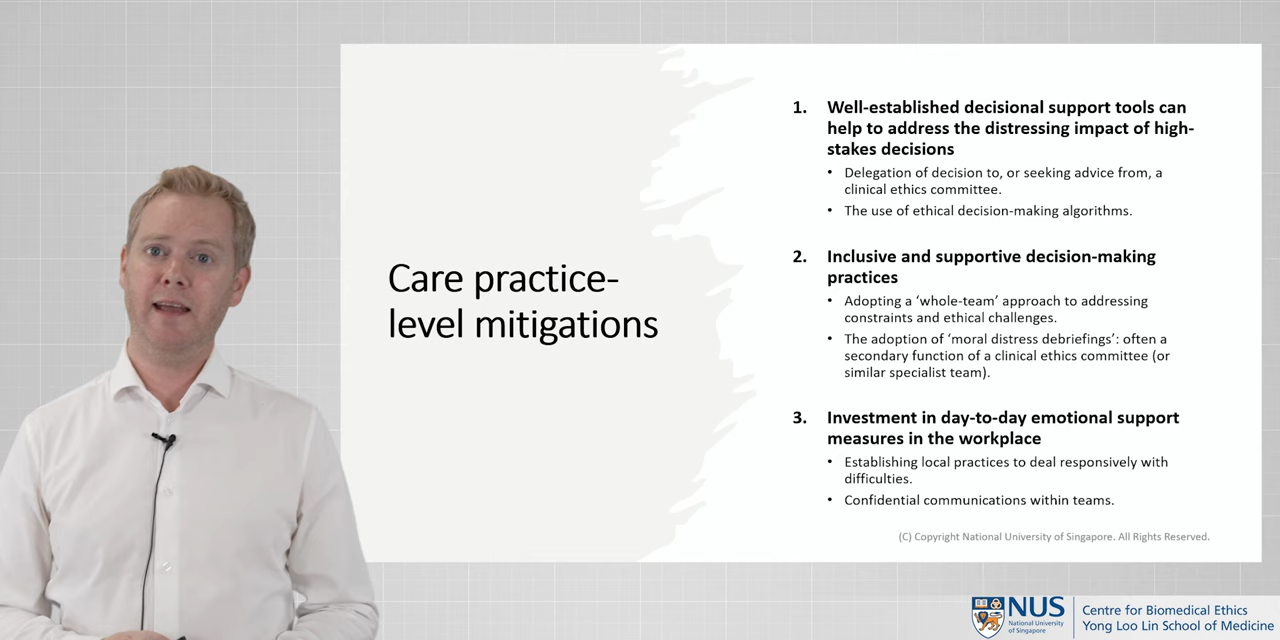 Care practice-
level mitigations
1. Well-established decisional support tools can
help to address the distressing impact of high-
stakes decisions
• Delegation of decision to, or seeking advice from, a
clinical ethics committee.
• The use of ethical decision-making algorithms.
2. Inclusive and supportive decision-making
practices
• Adopting a ‘whole-team’ approach to addressing
constraints and ethical challenges.
• The adoption of ‘moral distress debriefings’: often a
secondary function of a clinical ethics committee (or
similar specialist team).
3. Investment in day-to-day emotional support
measures in the workplace
• Establishing local practices to deal responsively with
difficulties.
• Confidential communications within teams.
(C) Copyright National University of Singapore. All Rights Reserved.
NUS
National University
of Singapore
Centre for Biomedical Ethics
Yong Loo Lin School of Medicine